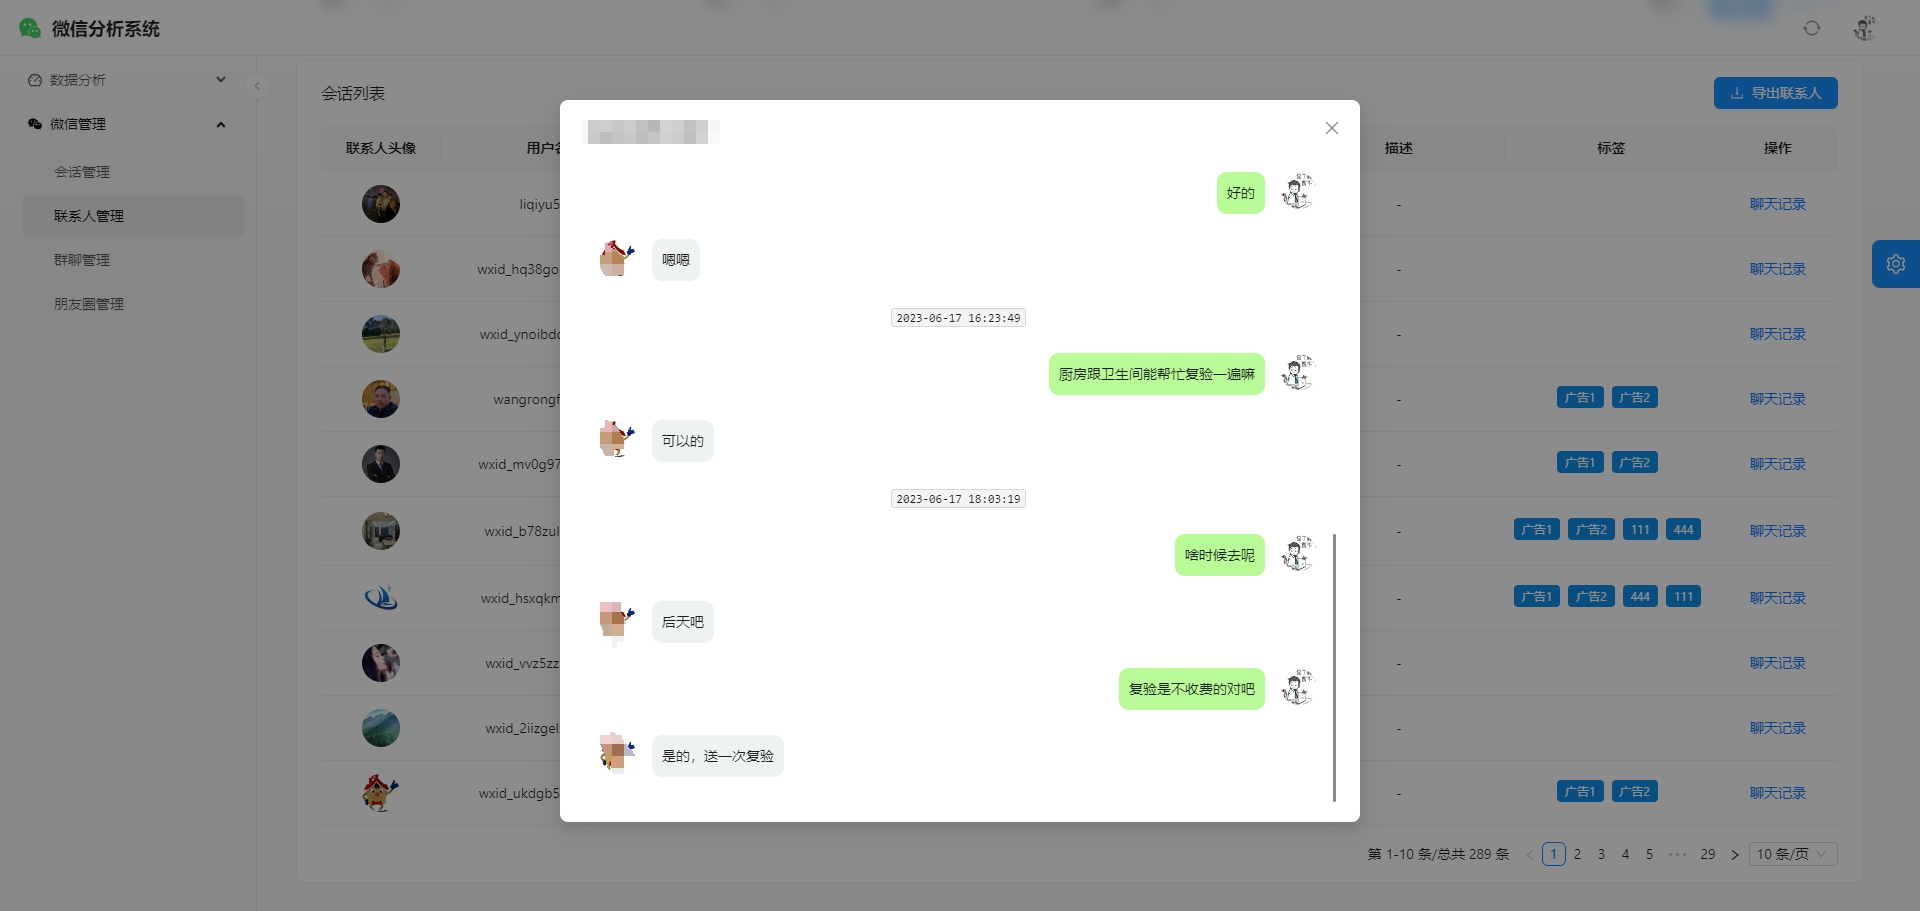 微信分析系统
数据分析
微信管理
会话管理
联系人管理
群聊管理
朋友圈管理
会话列表
导出联系人
联系人头像 用户名 描述 标签 操作
liqiyu5 - 聊天记录
wxid_hq38go - 聊天记录
wxid_ynoibdc - 聊天记录
wangrongf - 广告1 广告2 聊天记录
wxid_mv0g97 - 广告1 广告2 聊天记录
wxid_b78zul - 广告1 广告2 111 444 聊天记录
wxid_hsxqkm - 广告1 广告2 444 111 聊天记录
wxid_vvz5zz - 聊天记录
wxid_2iizgel - 聊天记录
wxid_ukdgb5 - 广告1 广告2 聊天记录
第 1-10 条/总共 289 条 1 2 3 4 5 ··· 29 10 条/页
好的
嗯嗯
2023-06-17 16:23:49
厨房跟卫生间能帮忙复验一遍嘛
可以的
2023-06-17 18:03:19
啥时候去呢
后天吧
复验是不收费的对吧
是的，送一次复验